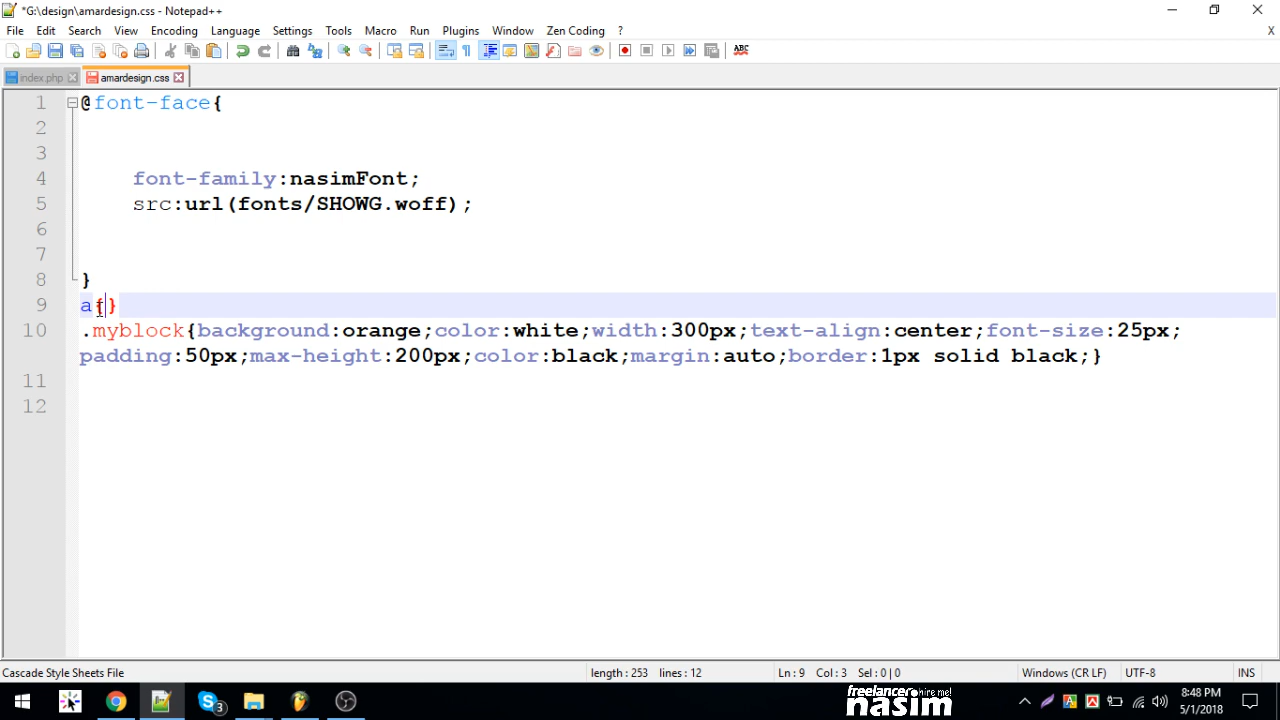 *G:\design\amardesign.css - Notepad++
File Edit Search View Encoding Language Settings Tools Macro Run Plugins Window Zen Coding ? X
index.php amardesign.css
1 @font-face{
2
3
4 font-family:nasimFont;
5 src:url(fonts/SHOWG.woff);
6
7
8 }
9 a{}
10 .myblock{background:orange;color:white;width:300px;text-align:center;font-size:25px;
padding:50px;max-height:200px;color:black;margin:auto;border:1px solid black;}
11
12
Cascade Style Sheets File length : 253 lines : 12 Ln : 9 Col : 3 Sel : 0 | 0 Windows (CR LF) UTF-8 INS
freelancer hire me!
nasim
8:48 PM
5/1/2018